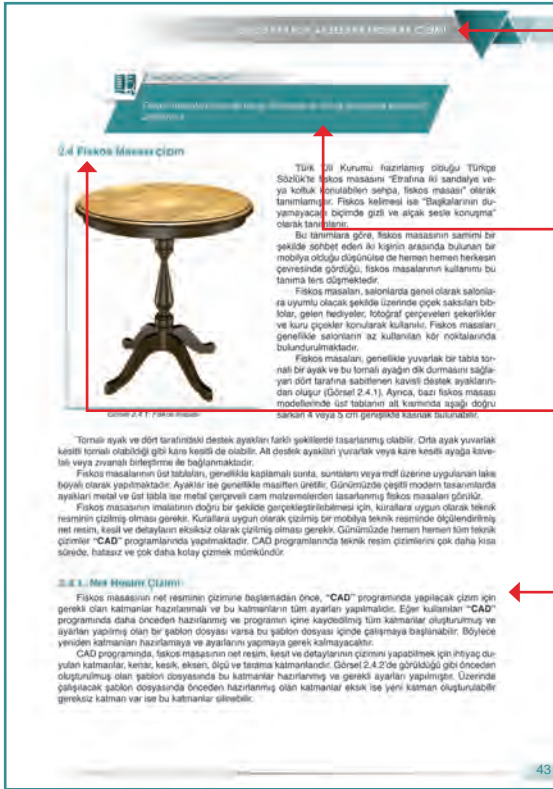 2.4 Fiskos Masası Çizim
Türk Dil Kurumu hazırlamış olduğu Türkçe
Sözlük'te fiskos masasını "Etrafına iki sandalye ve-
ya koltuk konulabilen sehpa, fiskos masası" olarak
tanımlamıştır. Fiskos kelimesi ise "Başkalarının du-
yamayacağı biçimde gizli ve alçak sesle konuşma"
olarak tanımlanır.
Bu tanımlara göre, fiskos masasının samimi bir
şekilde sohbet eden iki kişinin arasında bulunan bir
mobilya olduğu düşünülse de hemen hemen herkesin
çevresinde gördüğü, fiskos masalarının kullanımı bu
tanıma ters düşmektedir.
Fiskos masaları, salonlarda genel olarak salonla-
ra uyumlu olacak şekilde üzerinde çiçek saksıları bib-
lolar, gelen hediyeler, fotoğraf çerçeveleri şekerlikler
ve kuru çiçekler konularak kullanılır. Fiskos masaları
genellikle salonların az kullanılan kör noktalarında
bulundurulmaktadır.
Fiskos masaları, genellikle yuvarlak bir tabla tor-
nalı bir ayak ve bu tornalı ayağın dik durmasını sağla-
yan dört tarafına sabitlenen kavisli destek ayakların-
dan oluşur (Görsel 2.4.1). Ayrıca, bazı fiskos masası
modellerinde üst tablanın alt kısmında aşağı doğru
sarkan 4 veya 5 cm genişlikte kasnak bulunabilir.
Görsel 2.4.1: Fiskos masası
Tornalı ayak ve dört tarafındaki destek ayakları farklı şekillerde tasarlanmış olabilir. Orta ayak yuvarlak
kesitli tornalı olabildiği gibi kare kesitli de olabilir. Alt destek ayakları yuvarlak veya kare kesitli ayağa kave-
lalı veya zıvanalı birleştirme ile bağlanmaktadır.
Fiskos masalarının üst tablaları, genellikle kaplamalı sunta, suntalam veya mdf üzerine uygulanan lake
boyalı olarak yapılmaktadır. Ayaklar ise genellikle masiften üretilir. Günümüzde çeşitli modern tasarımlarda
ayakları metal ve üst tabla ise metal çerçeveli cam malzemelerden tasarlanmış fiskos masaları görülür.
Fiskos masasının imalatının doğru bir şekilde gerçekleştirilebilmesi için, kurallara uygun olarak teknik
resminin çizilmiş olması gerekir. Kurallara uygun olarak çizilmiş bir mobilya teknik resminde ölçülendirilmiş
net resim, kesit ve detayların eksiksiz olarak çizilmiş olması gerekir. Günümüzde hemen hemen tüm teknik
çizimler "CAD" programlarında yapılmaktadır. CAD programlarında teknik resim çizimlerini çok daha kısa
sürede, hatasız ve çok daha kolay çizmek mümkündür.
2.4.1. Net Resim Çizimi
Fiskos masasının net resminin çizimine başlamadan önce, "CAD" programında yapılacak çizim için
gerekli olan katmanlar hazırlanmalı ve bu katmanların tüm ayarları yapılmalıdır. Eğer kullanılan "CAD"
programında daha önceden hazırlanmış ve programın içine kaydedilmiş tüm katmanlar oluşturulmuş ve
ayarları yapılmış olan bir şablon dosyası varsa bu şablon dosyası içinde çalışmaya başlanabilir. Böylece
yeniden katmanları hazırlamaya ve ayarlarını yapmaya gerek kalmayacaktır.
CAD programında, fiskos masasının net resim, kesit ve detaylarının çizimini yapabilmek için ihtiyaç du-
yulan katmanlar, kenar, kesik, eksen, ölçü ve tarama katmanlarıdır. Görsel 2.4.2'de görüldüğü gibi önceden
oluşturulmuş olan şablon dosyasında bu katmanlar hazırlanmış ve gerekli ayarları yapılmıştır. Üzerinde
çalışılacak şablon dosyasında önceden hazırlanmış olan katmanlar eksik ise yeni katman oluşturulabilir
gereksiz katman var ise bu katmanlar silinebilir.
43